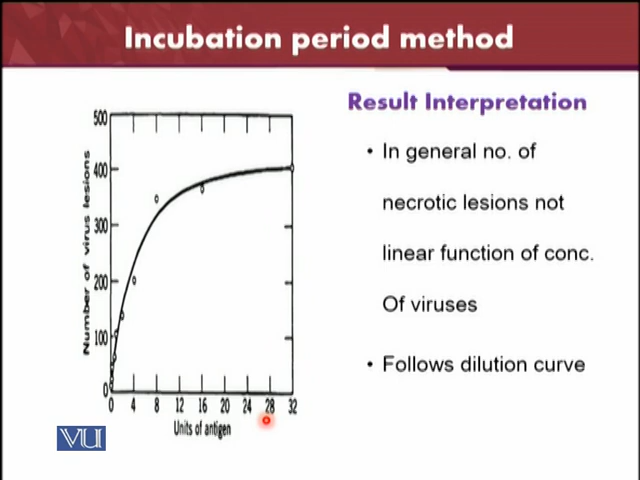 Incubation period method
Result Interpretation
• In general no. of
necrotic lesions not
linear function of conc.
Of viruses
• Follows dilution curve
Number of virus lesions
500
400
300
200
100
0
0 4 8 12 16 20 24 28 32
Units of antigen
VU